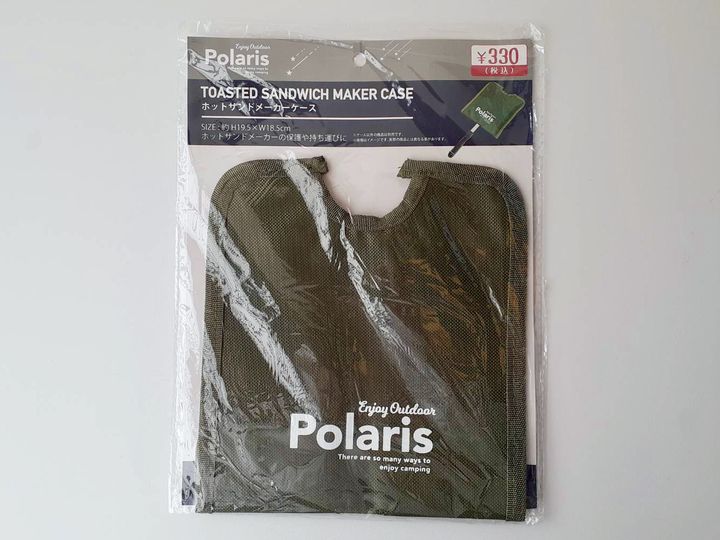 Enjoy Outdoor
Polaris
¥330
(税込)
TOASTED SANDWICH MAKER CASE
ホットサンドメーカーケース
SIZE:約H19.5×W18.5cm
ホットサンドメーカーの保護や持ち運びに
Polaris
Enjoy Outdoor
Polaris
There are so many ways to
enjoy camping